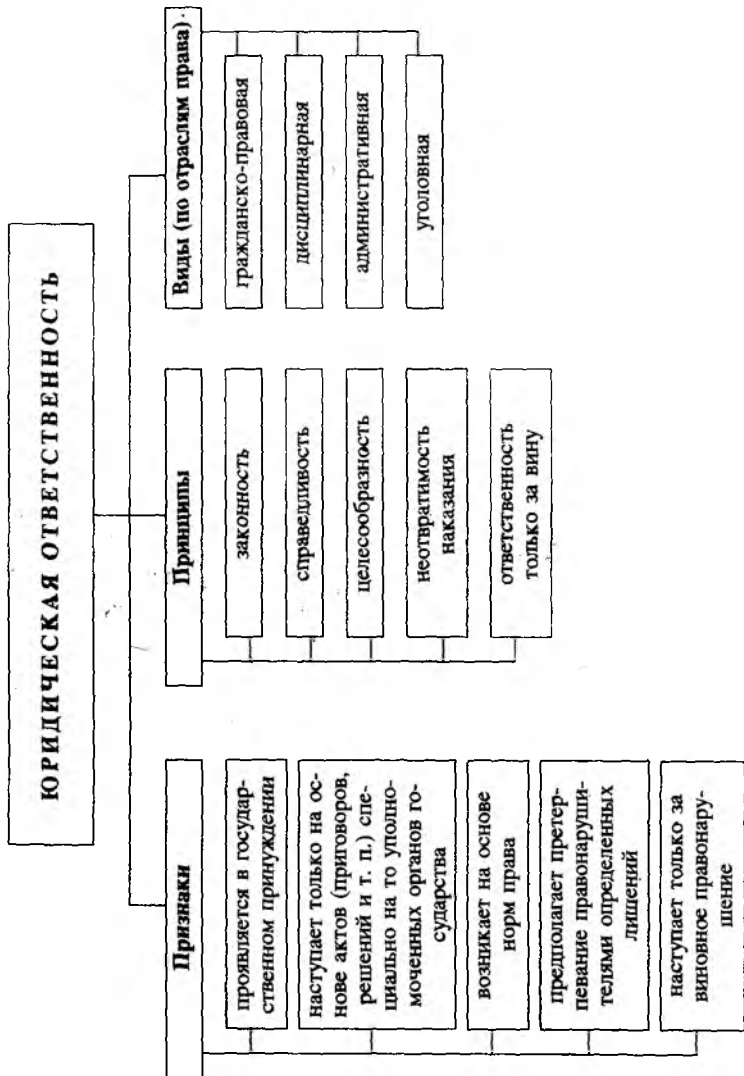 ЮРИДИЧЕСКАЯ ОТВЕТСТВЕННОСТЬ
Признаки
проявляется в государ-
ственном принуждении
наступает только на ос-
нове актов (приговоров,
решений и т. п.) спе-
циально на то уполно-
моченных органов го-
сударства
возникает на основе
норм права
предполагает претер-
певание правонаруши-
телями определенных
лишений
наступает только за
виновное правонару-
шение
Принципы
законность
справедливость
целесообразность
неотвратимость
наказания
ответственность
только за вину
Виды (по отраслям права)
гражданско-правовая
дисциплинарная
административная
уголовная